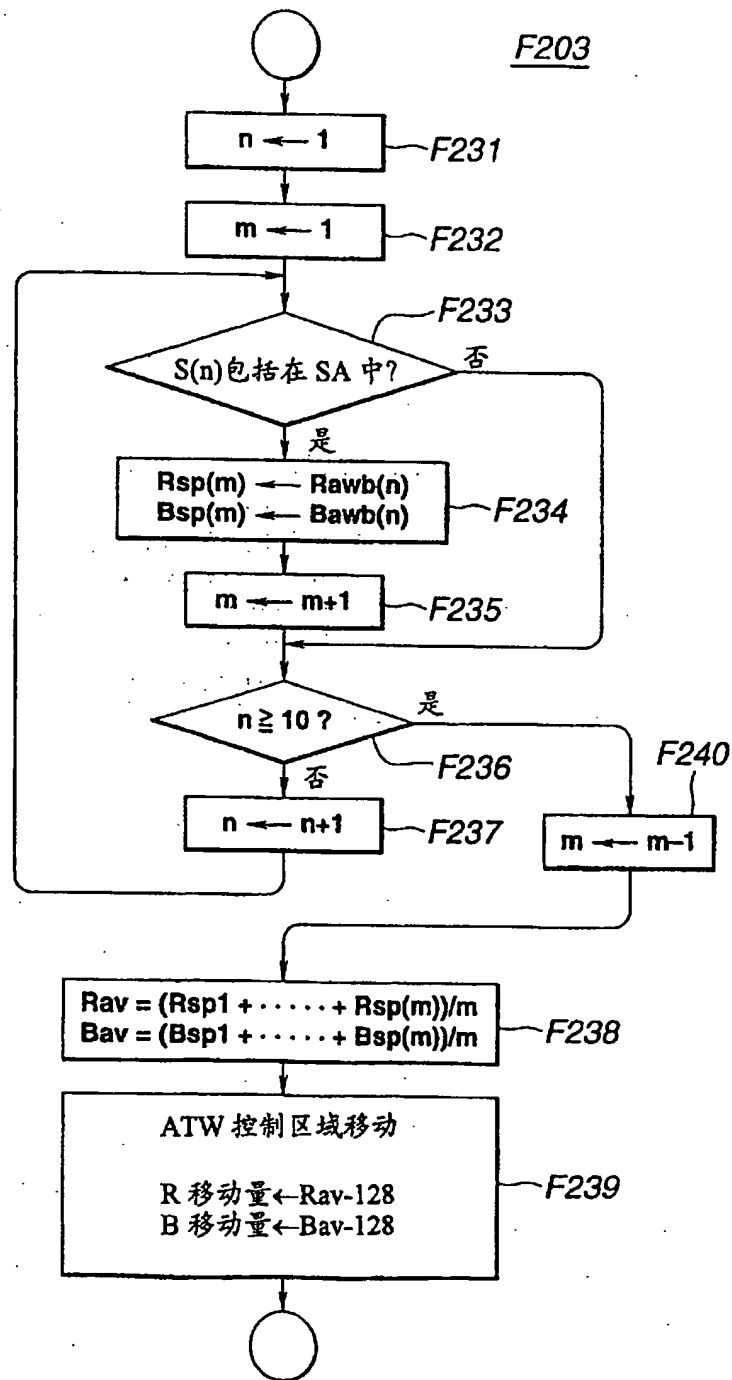 F203
n ← 1
F231
m ← 1
F232
F233
S(n)包括在 SA 中?
否
是
Rsp(m) ← Rawb(n)
Bsp(m) ← Bawb(n)
F234
m ← m+1
F235
n ≧ 10 ?
是
F236
否
F240
n ← n+1
F237
m ← m–1
Rav = (Rsp1 + ····· + Rsp(m))/m
Bav = (Bsp1 + ····· + Bsp(m))/m
F238
ATW 控制区域移动
R 移动量←Rav-128
B 移动量←Bav-128
F239